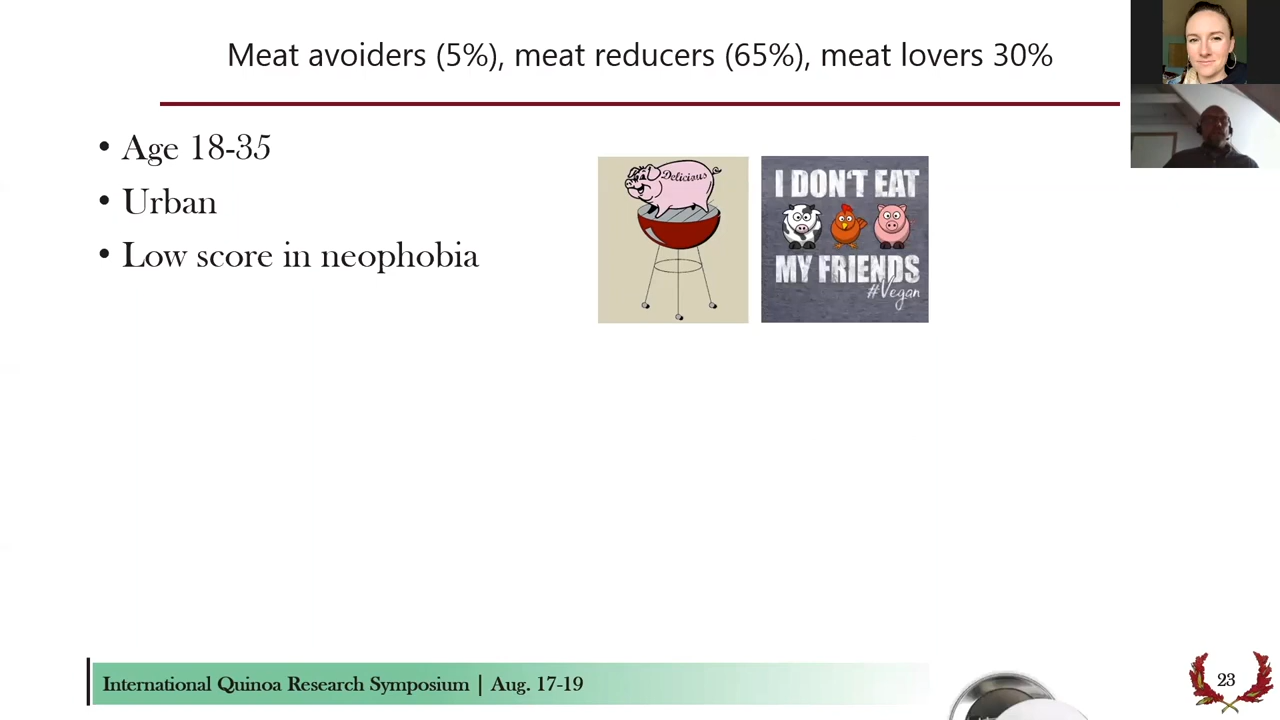 Meat avoiders (5%), meat reducers (65%), meat lovers 30%
• Age 18-35
• Urban
• Low score in neophobia
Delicious
I DON'T EAT
MY FRIENDS
#Vegan
International Quinoa Research Symposium | Aug. 17-19
23